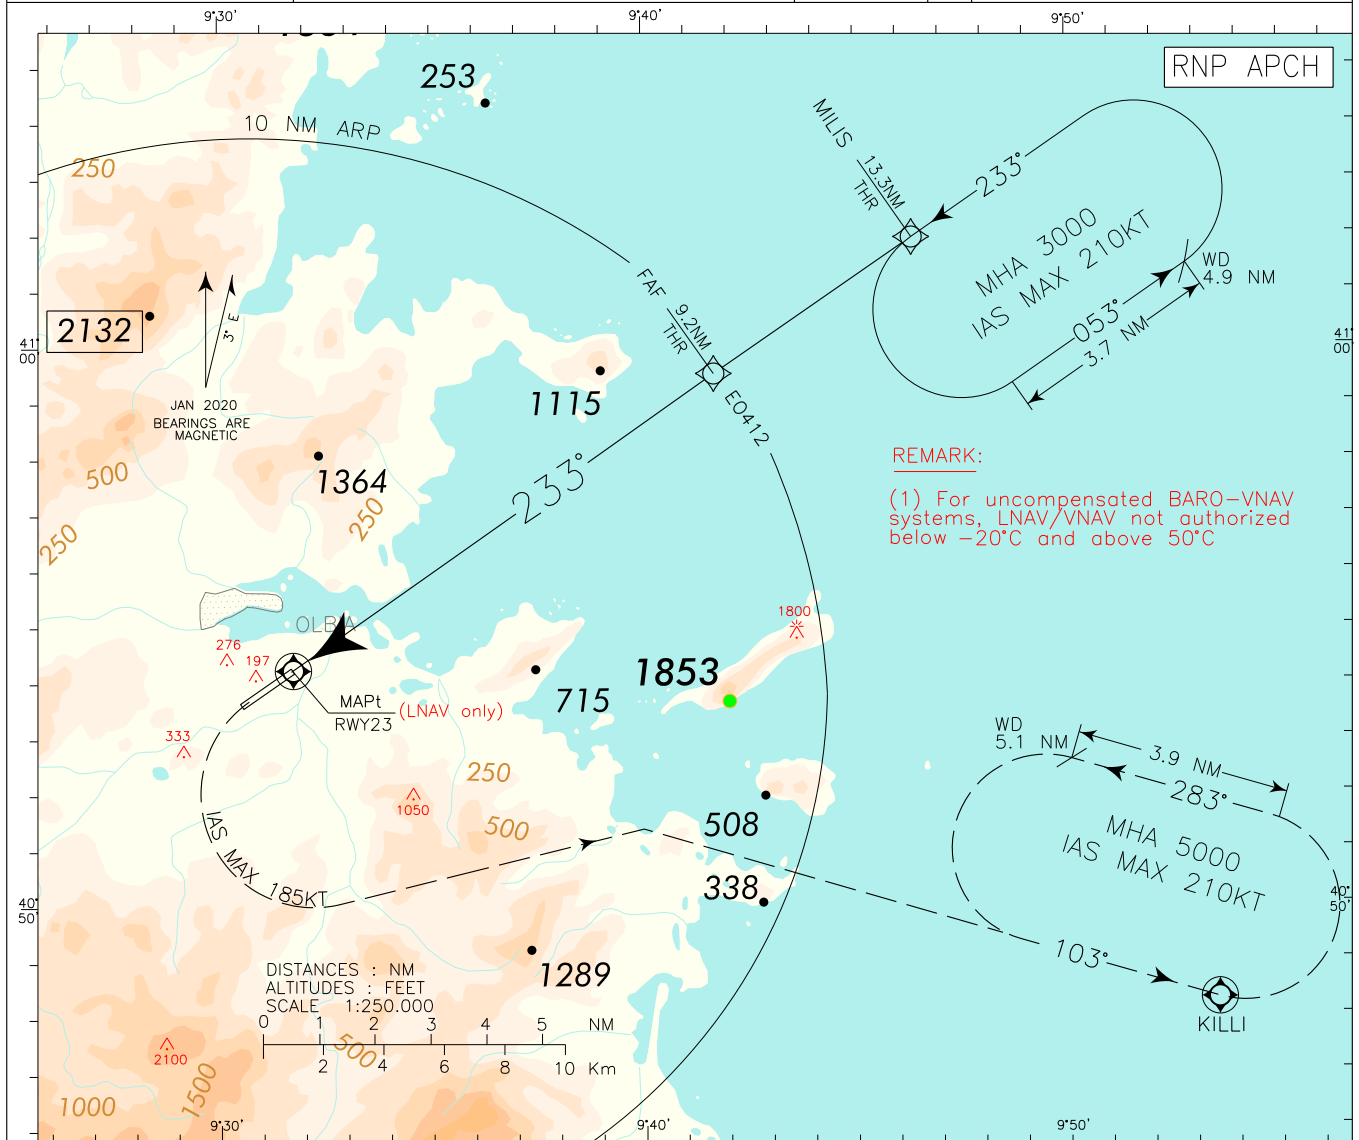 9°30'
9°40'
9°50'
RNP APCH
253
10 NM ARP
250
MILIS
13.3NM
THR
233°
MHA 3000
IAS MAX 210KT
WD
4.9 NM
053°
3.7 NM
FAF
9.2NM
THR
EO412
2132
3° E
41°
00'
41°
00'
JAN 2020
BEARINGS ARE
MAGNETIC
1115
1364
500
250
250
233°
REMARK:
(1) For uncompensated BARO-VNAV
systems, LNAV/VNAV not authorized
below -20°C and above 50°C
OLBIA
276
197
1800
1853
715
MAPt
(LNAV only)
RWY23
333
WD
5.1 NM
3.9 NM
283°
250
1050
500
508
MHA 5000
IAS MAX 210KT
IAS MAX 185KT
338
40°
50'
40°
50'
103°
1289
KILLI
DISTANCES : NM
ALTITUDES : FEET
SCALE 1:250.000
0 1 2 3 4 5 NM
2 4 6 8 10 Km
500
2100
1500
1000
9°30'
9°40'
9°50'